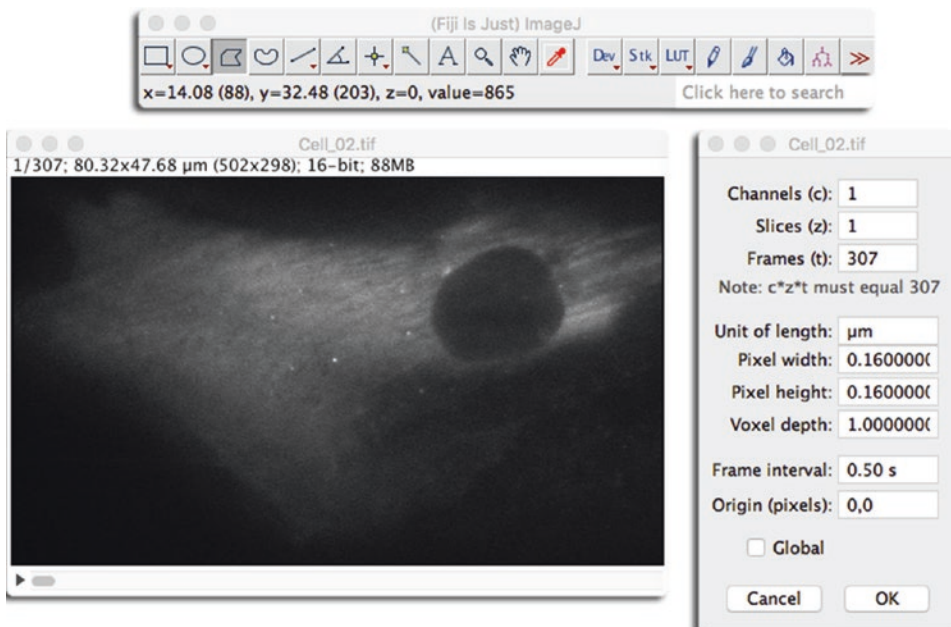 (Fiji Is Just) ImageJ
A Dev Stk LUT >>
x=14.08 (88), y=32.48 (203), z=0, value=865
Click here to search
Cell_02.tif
1/307; 80.32x47.68 µm (502x298); 16-bit; 88MB
Cell_02.tif
Channels (c): 1
Slices (z): 1
Frames (t): 307
Note: c*z*t must equal 307
Unit of length: µm
Pixel width: 0.1600000
Pixel height: 0.1600000
Voxel depth: 1.0000000
Frame interval: 0.50 s
Origin (pixels): 0,0
Global
Cancel OK